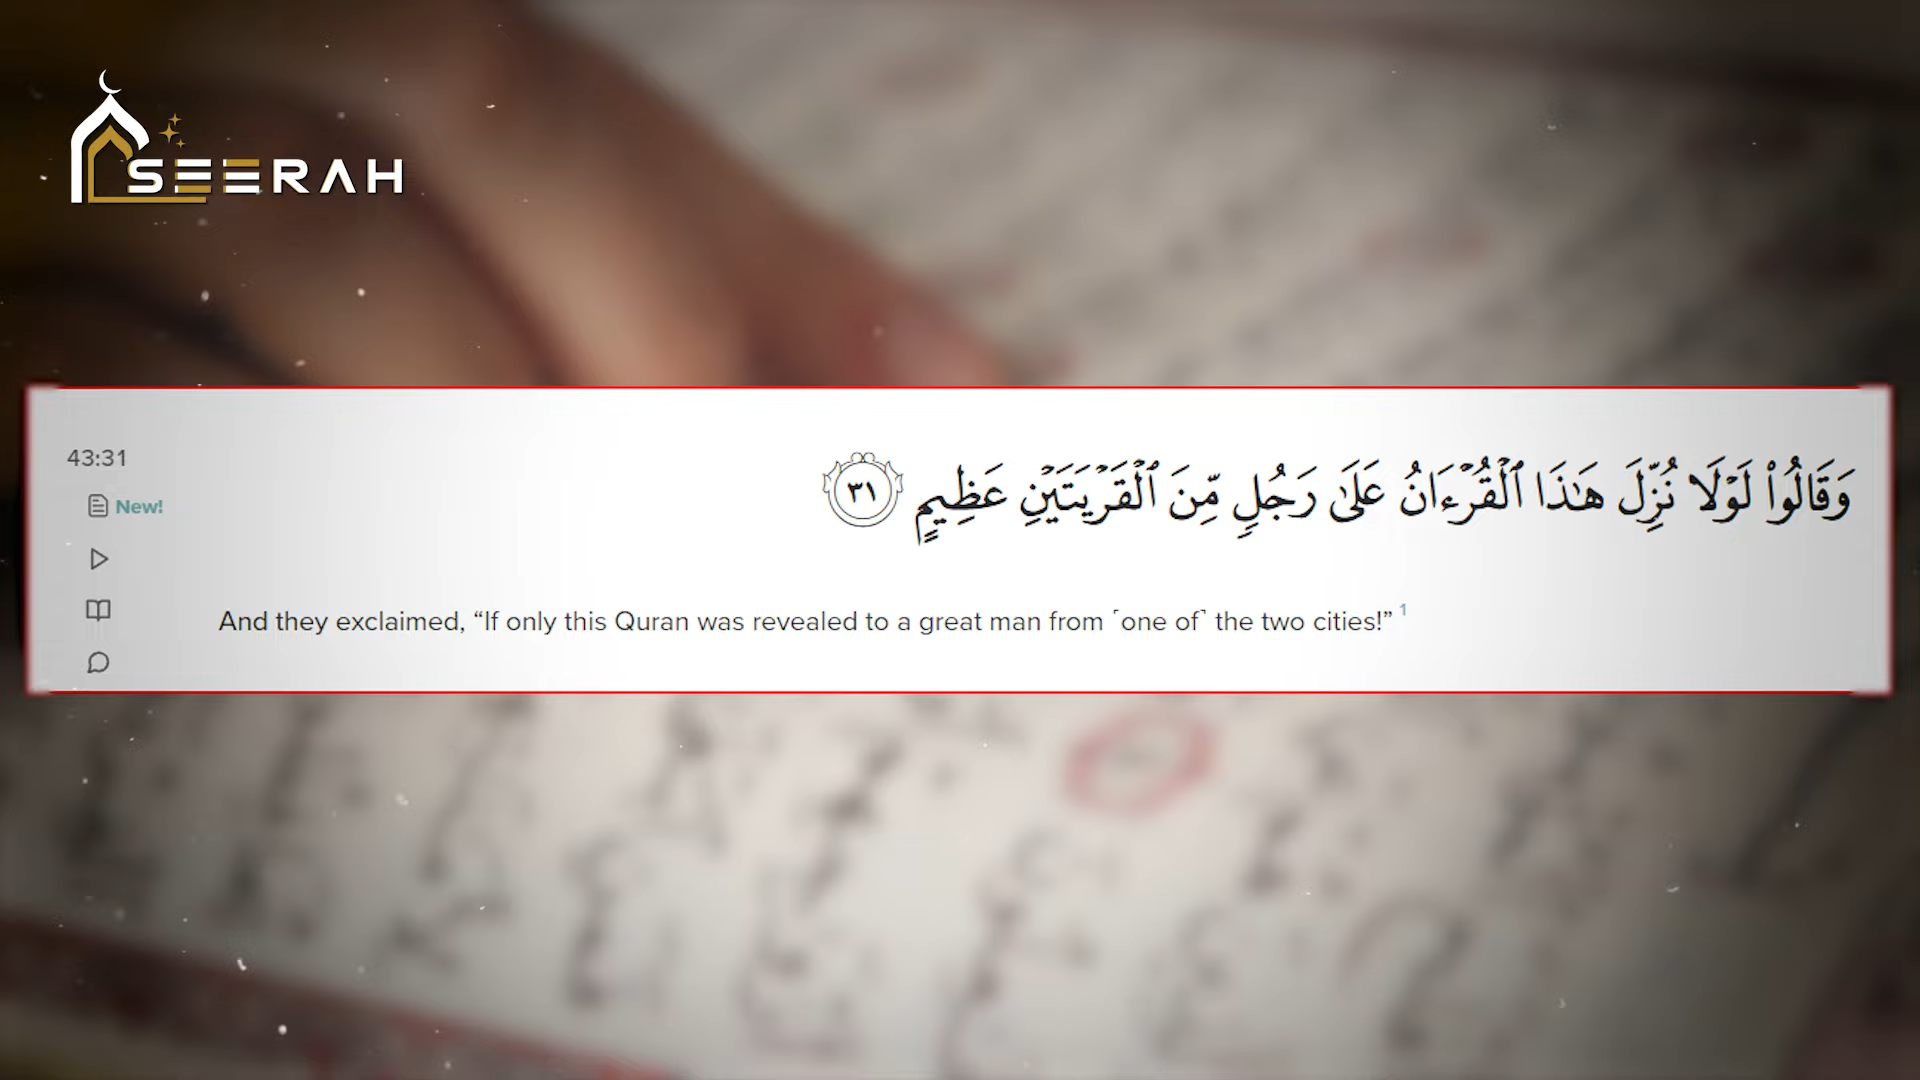 SEERAH
43:31
وَقَالُوا۟ لَوْلَا نُزِّلَ هَـٰذَا ٱلْقُرْءَانُ عَلَىٰ رَجُلٍ مِّنَ ٱلْقَرْيَتَيْنِ عَظِيمٍ ٣١
New!
And they exclaimed, “If only this Quran was revealed to a great man from ˹one of˺ the two cities!” 1